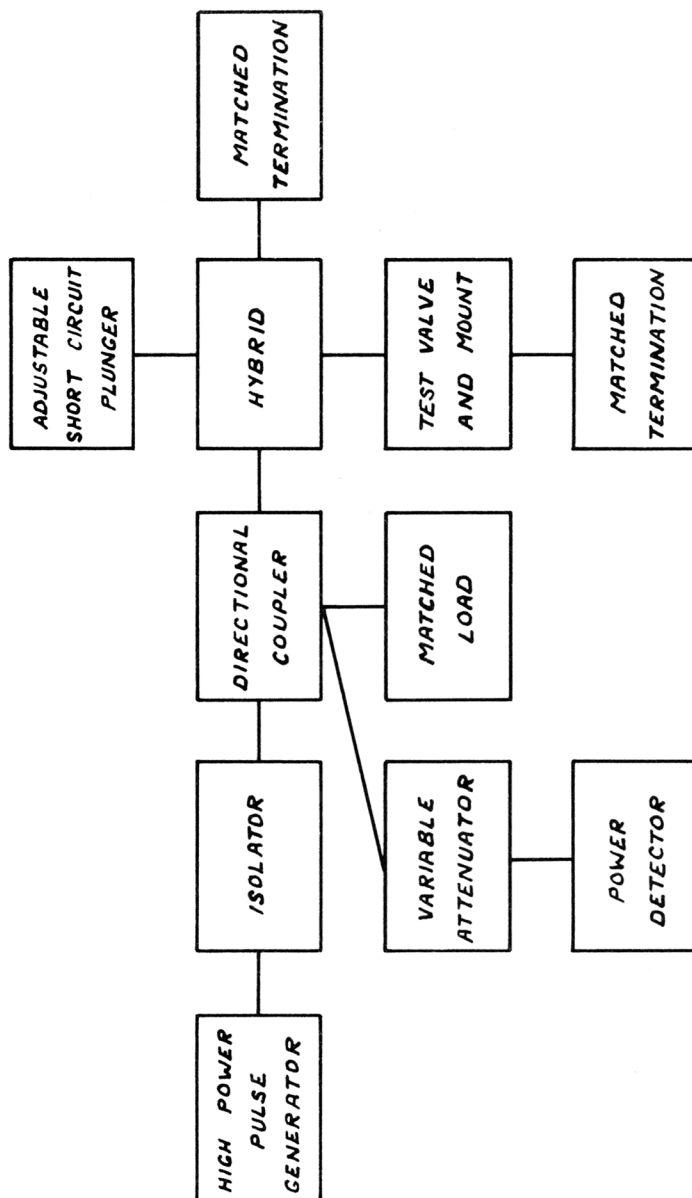 HIGH POWER
PULSE
GENERATOR
ISOLATOR
DIRECTIONAL
COUPLER
HYBRID
MATCHED
TERMINATION
ADJUSTABLE
SHORT CIRCUIT
PLUNGER
VARIABLE
ATTENUATOR
MATCHED
LOAD
TEST VALVE
AND MOUNT
POWER
DETECTOR
MATCHED
TERMINATION